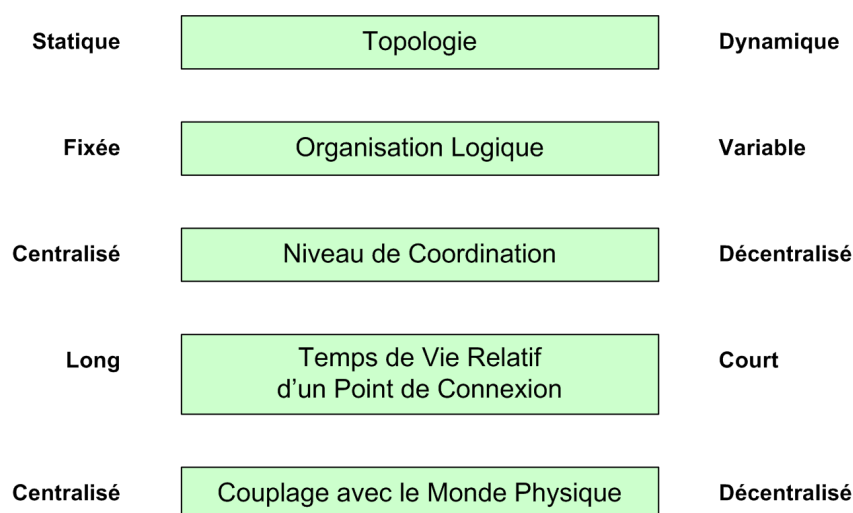 Statique Topologie Dynamique
Fixée Organisation Logique Variable
Centralisé Niveau de Coordination Décentralisé
Long Temps de Vie Relatif Court
d'un Point de Connexion
Centralisé Couplage avec le Monde Physique Décentralisé